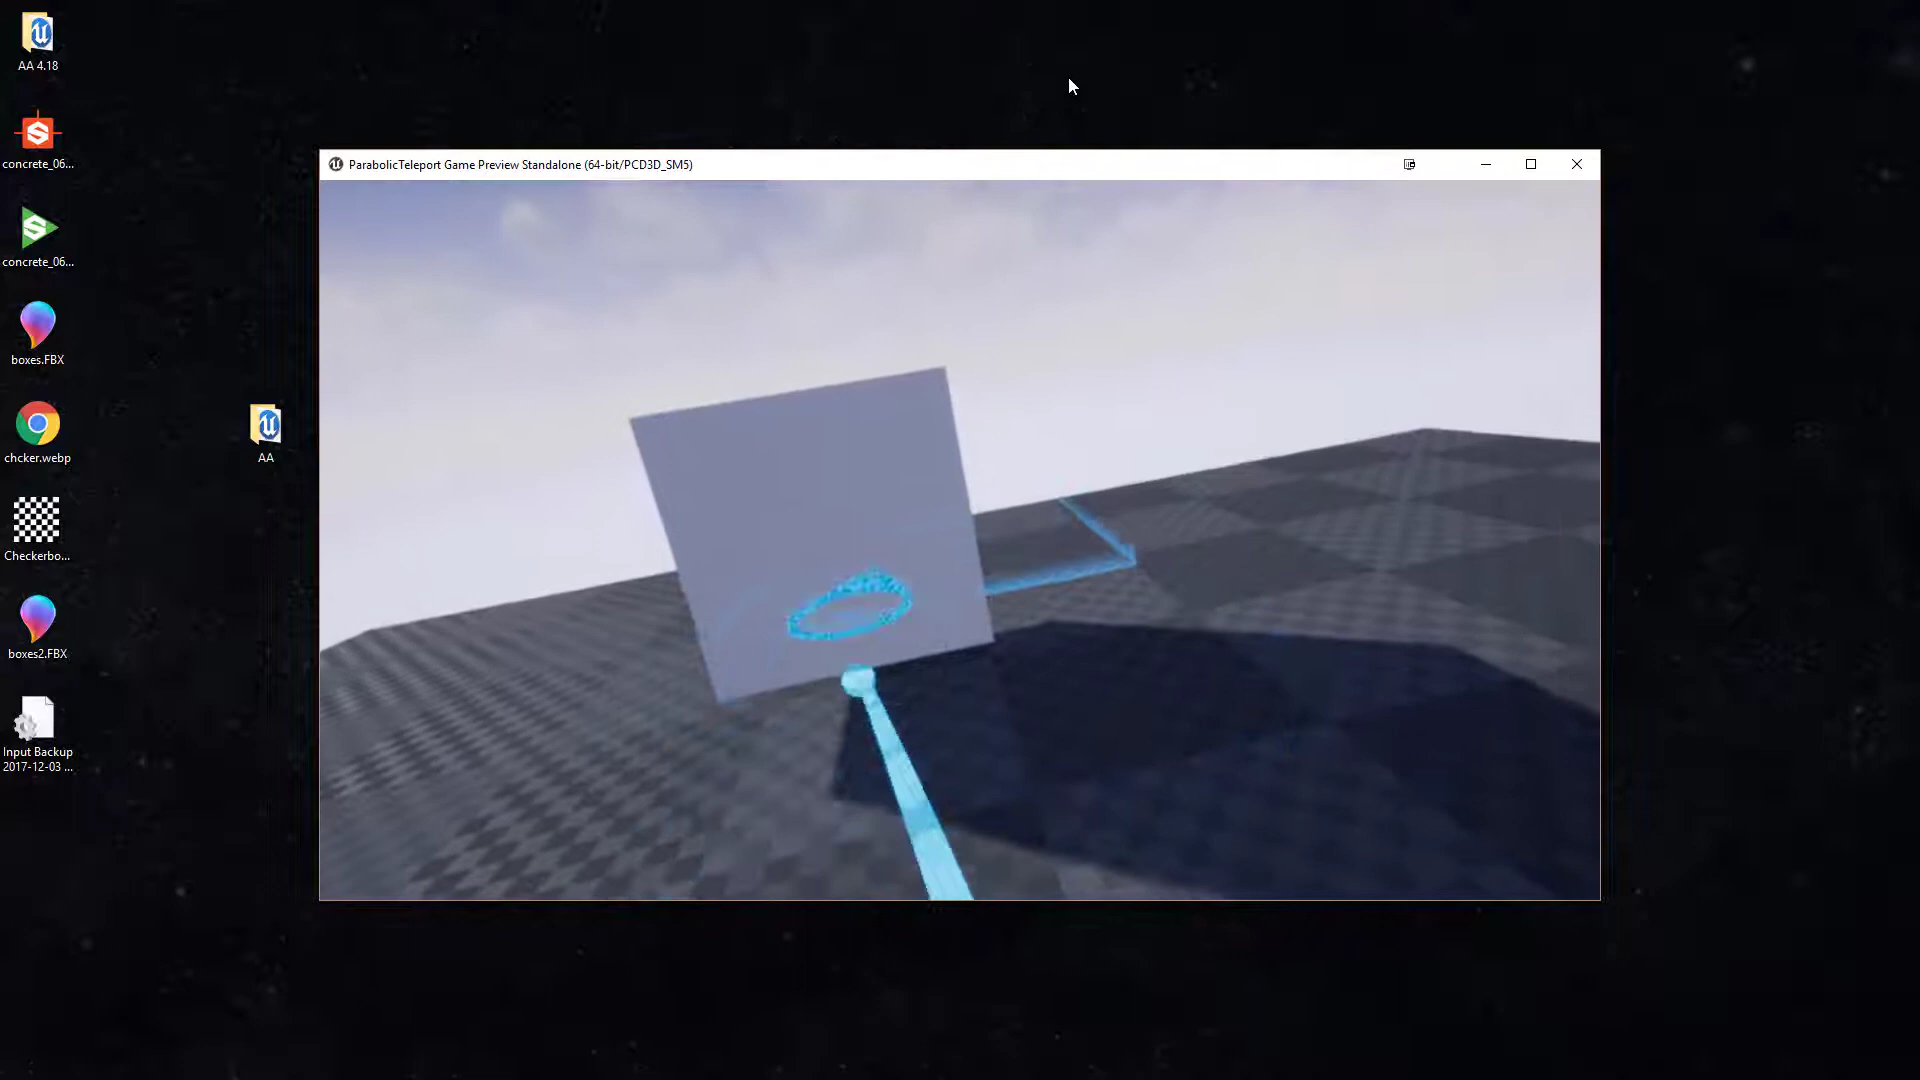 AA 4.18
concrete_06...
concrete_06...
boxes.FBX
chcker.webp
AA
Checkerbo...
boxes2.FBX
Input Backup
2017-12-03 ...
ParabolicTeleport Game Preview Standalone (64-bit/PCD3D_SM5)